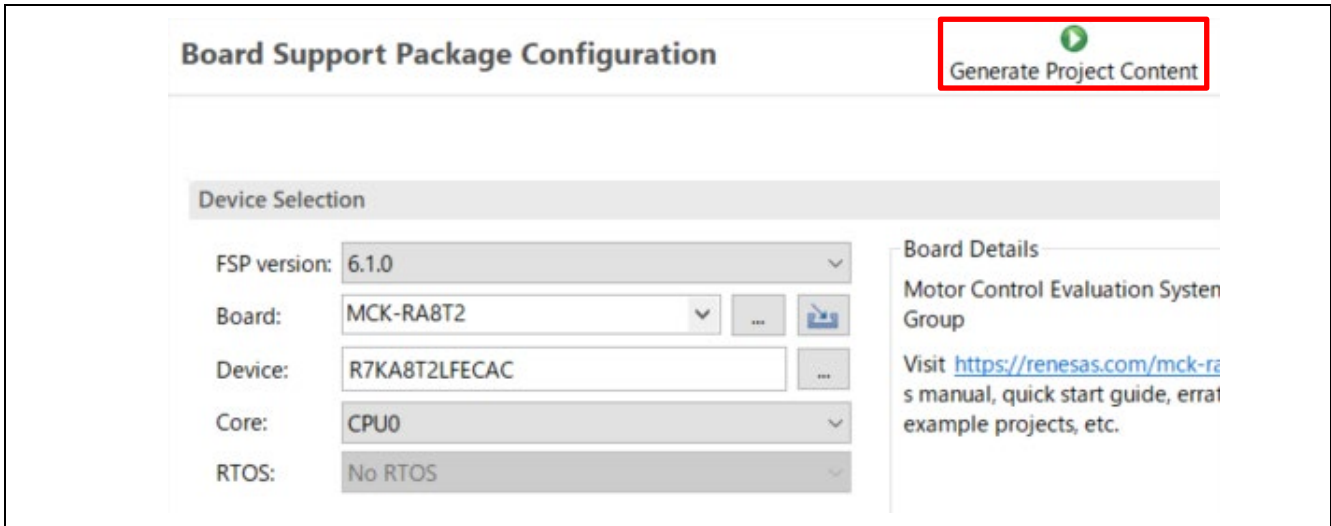 Board Support Package Configuration
Generate Project Content
Device Selection
FSP version: 6.1.0
Board: MCK-RA8T2 ...
Device: R7KA8T2LFECAC ...
Core: CPU0
RTOS: No RTOS
Board Details
Motor Control Evaluation System
Group
Visit https://renesas.com/mck-ra
s manual, quick start guide, errat
example projects, etc.